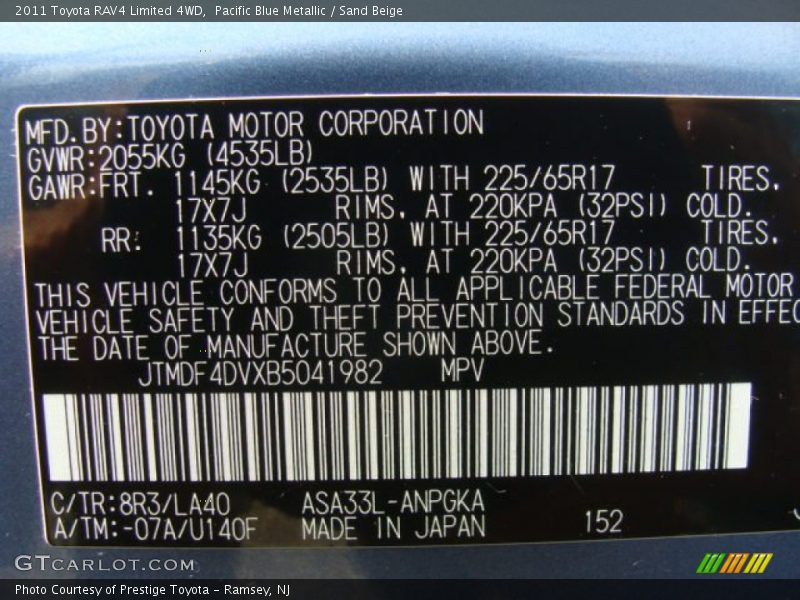 2011 Toyota RAV4 Limited 4WD, Pacific Blue Metallic / Sand Beige
MFD. BY:TOYOTA MOTOR CORPORATION
GVWR:2055KG (4535LB)
GAWR:FRT. 1145KG (2535LB) WITH 225/65R17 TIRES,
17X7J RIMS, AT 220KPA (32PSI) COLD.
RR: 1135KG (2505LB) WITH 225/65R17 TIRES,
17X7J RIMS, AT 220KPA (32PSI) COLD.
THIS VEHICLE CONFORMS TO ALL APPLICABLE FEDERAL MOTOR
VEHICLE SAFETY AND THEFT PREVENTION STANDARDS IN EFFEC
THE DATE OF MANUFACTURE SHOWN ABOVE.
JTMDF4DVXB5041982 MPV
C/TR:8R3/LA40 ASA33L-ANPGKA
A/TM:-07A/U140F MADE IN JAPAN 152
GTCARLOT.COM
Photo Courtesy of Prestige Toyota - Ramsey, NJ